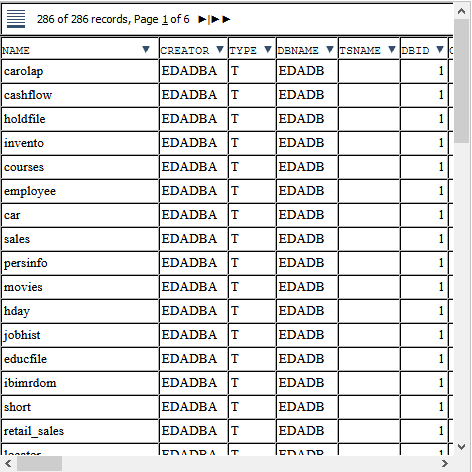 286 of 286 records, Page 1 of 6
NAME CREATOR TYPE DBNAME TSNAME DBID
carolap EDADBA T EDADB 1
cashflow EDADBA T EDADB 1
holdfile EDADBA T EDADB 1
invento EDADBA T EDADB 1
courses EDADBA T EDADB 1
employee EDADBA T EDADB 1
car EDADBA T EDADB 1
sales EDADBA T EDADB 1
persinfo EDADBA T EDADB 1
movies EDADBA T EDADB 1
hday EDADBA T EDADB 1
jobhist EDADBA T EDADB 1
educfile EDADBA T EDADB 1
ibimrdom EDADBA T EDADB 1
short EDADBA T EDADB 1
retail_sales EDADBA T EDADB 1
locator EDADBA T EDADB 1